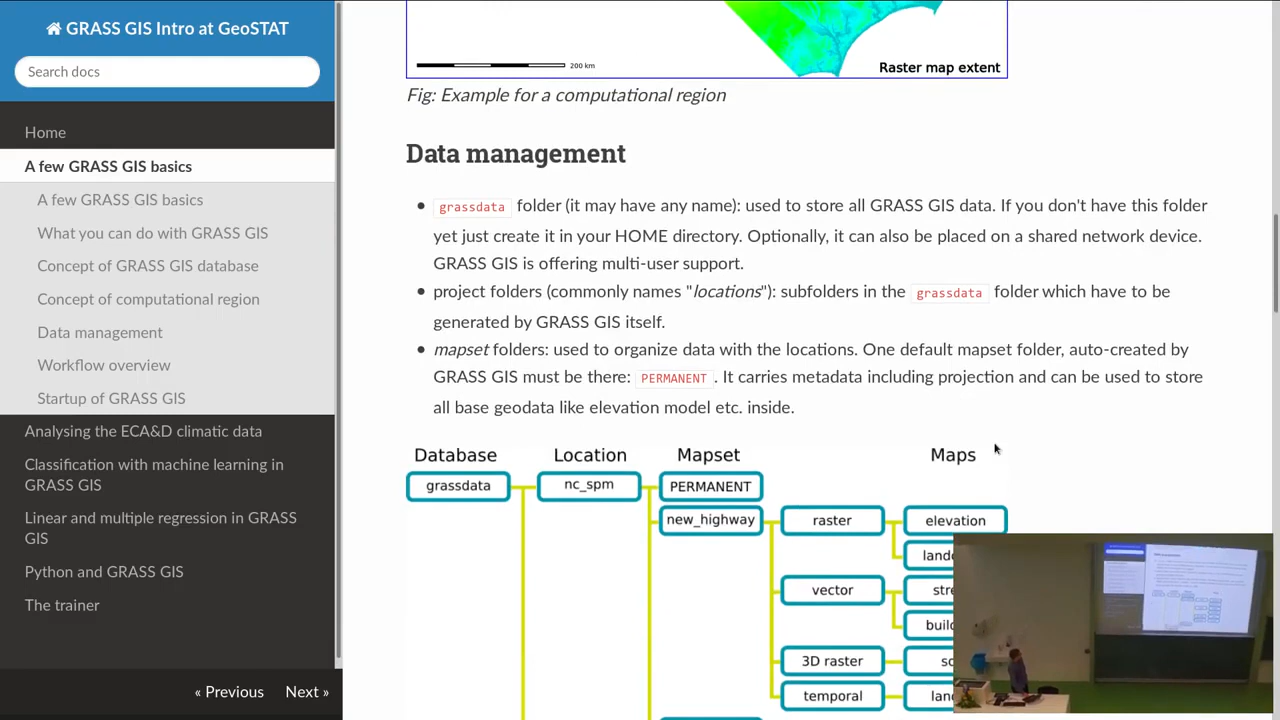 GRASS GIS Intro at GeoSTAT
Search docs
Home
A few GRASS GIS basics
A few GRASS GIS basics
What you can do with GRASS GIS
Concept of GRASS GIS database
Concept of computational region
Data management
Workflow overview
Startup of GRASS GIS
Analysing the ECA&D climatic data
Classification with machine learning in
GRASS GIS
Linear and multiple regression in GRASS
GIS
Python and GRASS GIS
The trainer
« Previous Next »
200 km
Raster map extent
Fig: Example for a computational region
Data management
grassdata folder (it may have any name): used to store all GRASS GIS data. If you don't have this folder
yet just create it in your HOME directory. Optionally, it can also be placed on a shared network device.
GRASS GIS is offering multi-user support.
project folders (commonly names "locations"): subfolders in the grassdata folder which have to be
generated by GRASS GIS itself.
mapset folders: used to organize data with the locations. One default mapset folder, auto-created by
GRASS GIS must be there: PERMANENT . It carries metadata including projection and can be used to store
all base geodata like elevation model etc. inside.
Database Location Mapset Maps
grassdata nc_spm PERMANENT
new_highway raster elevation
vector
3D raster
temporal